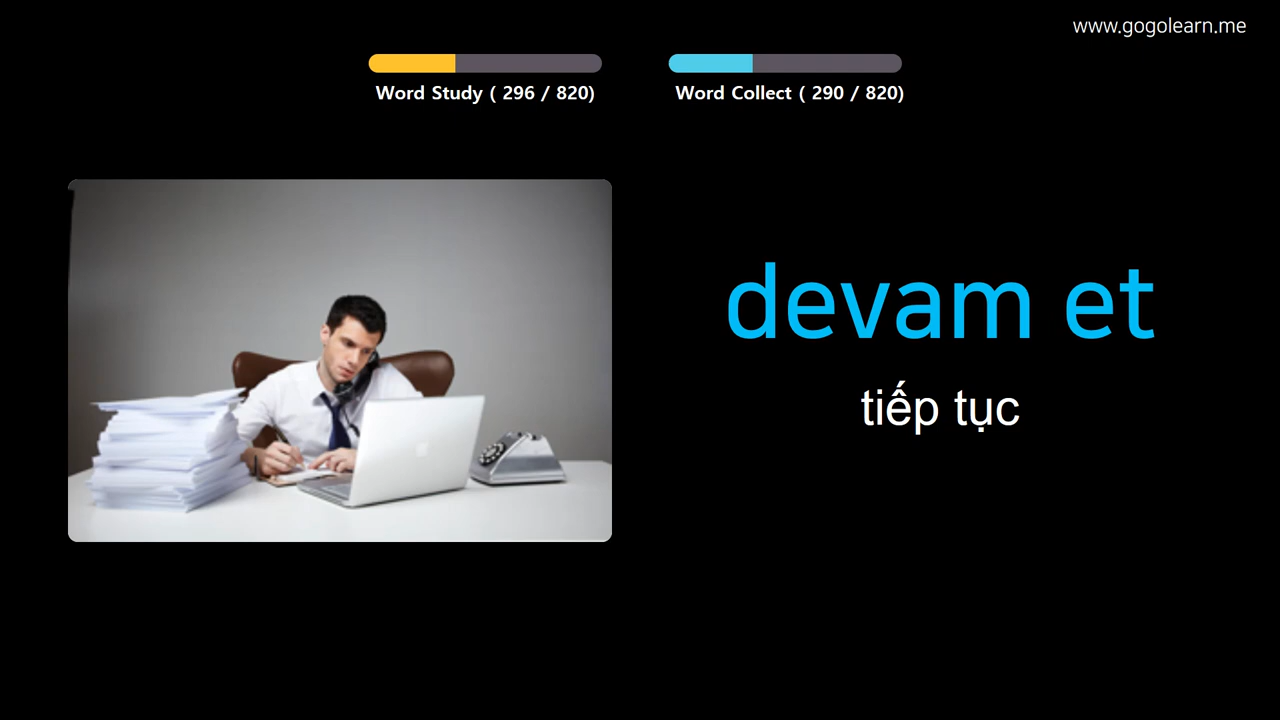 www.gogolearn.me
Word Study ( 296 / 820)
Word Collect ( 290 / 820)
devam et
tiếp tục